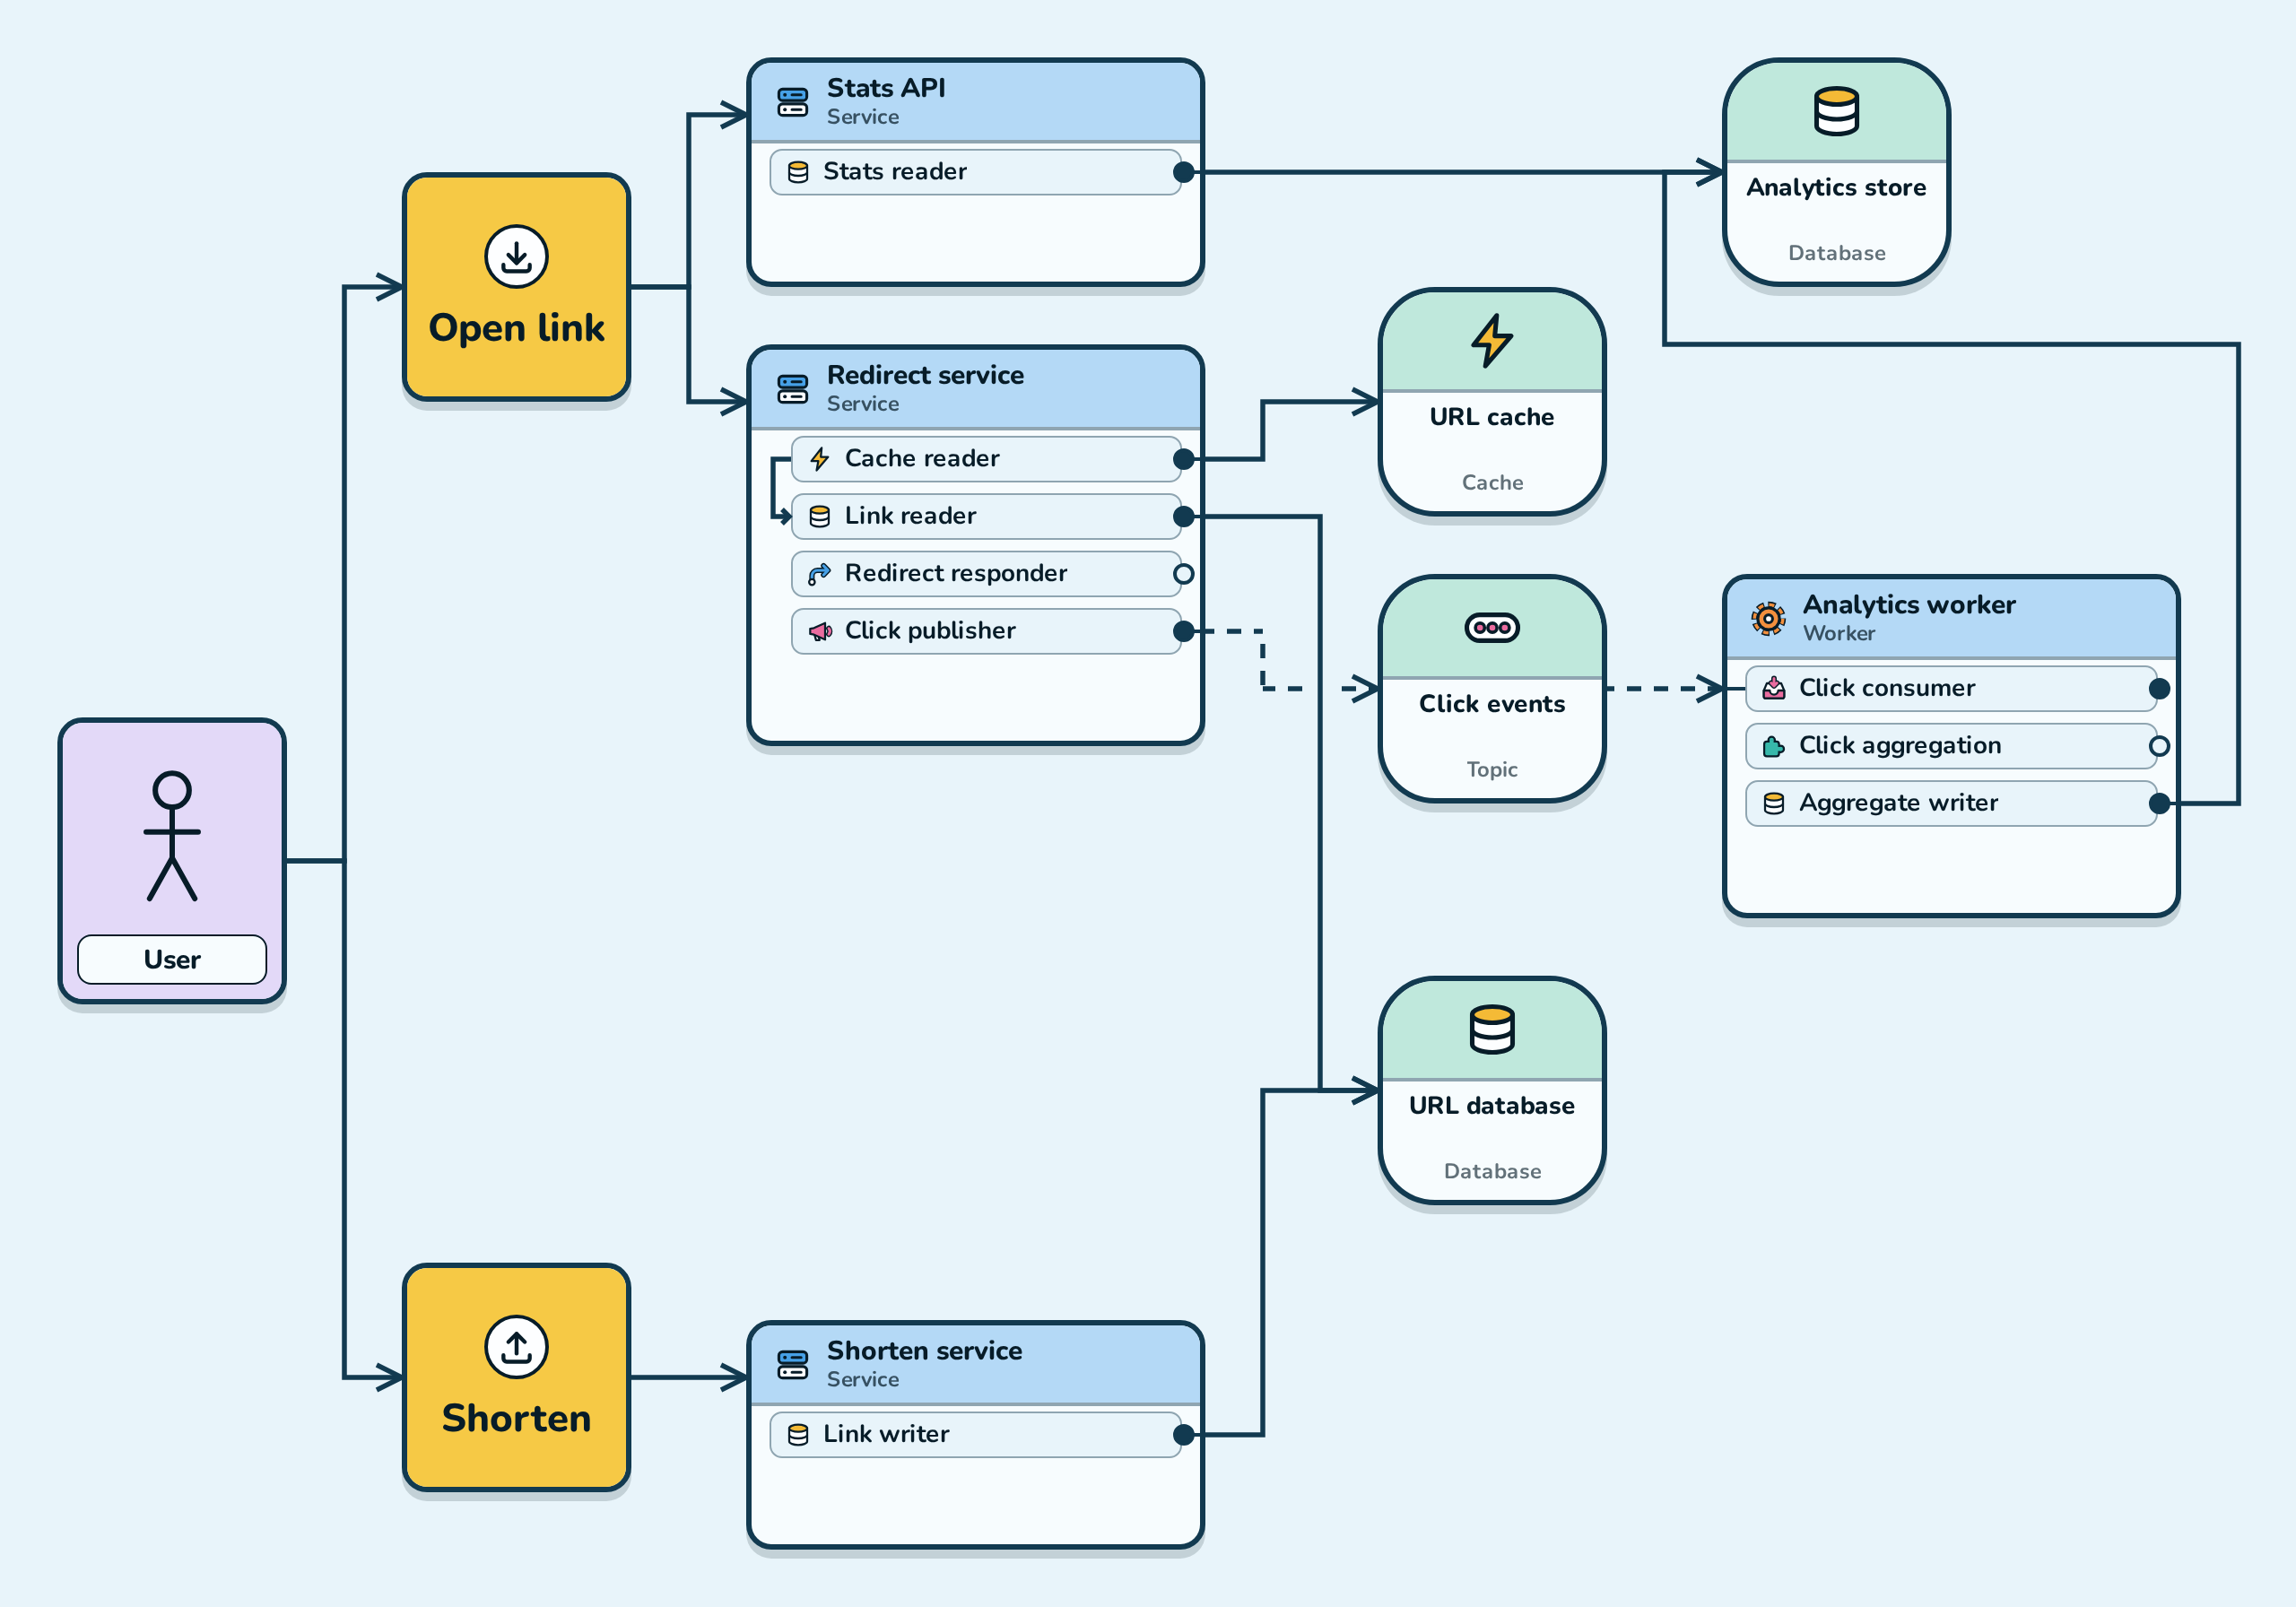 Stats API
Service
Stats reader
Analytics store
Database
Open link
Redirect service
Service
Cache reader
Link reader
Redirect responder
Click publisher
URL cache
Cache
Click events
Topic
Analytics worker
Worker
Click consumer
Click aggregation
Aggregate writer
User
URL database
Database
Shorten
Shorten service
Service
Link writer